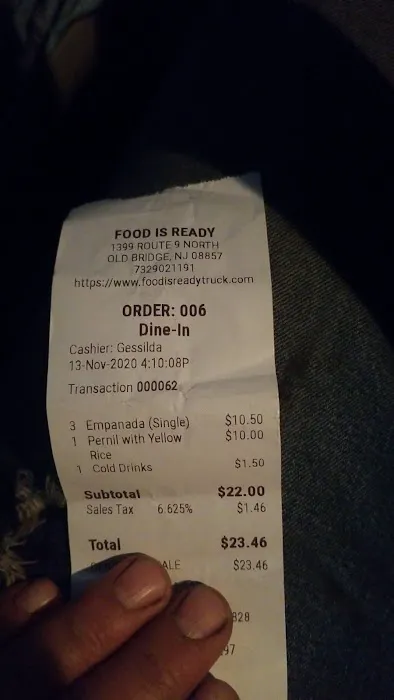 FOOD IS READY
1399 ROUTE 9 NORTH
OLD BRIDGE, NJ 08857
7329021191
https://www.foodisreadytruck.com
ORDER: 006
Dine-In
Cashier: Gessilda
13-Nov-2020 4:10:08P
Transaction 000062
3 Empanada (Single) $10.50
1 Pernil with Yellow Rice $10.00
1 Cold Drinks $1.50
Subtotal $22.00
Sales Tax 6.625% $1.46
Total $23.46
ALE $23.46
828
97